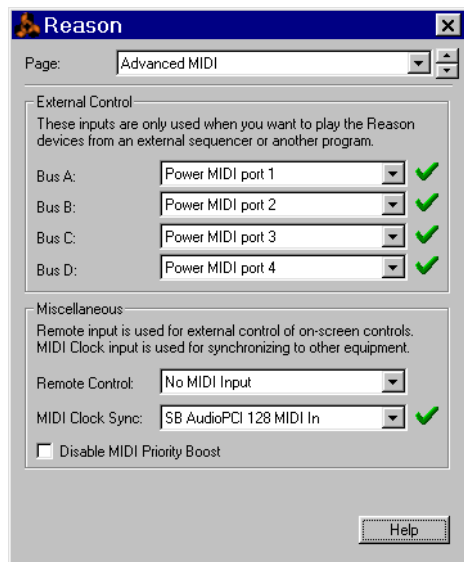 Reason
Page: Advanced MIDI
External Control
These inputs are only used when you want to play the Reason
devices from an external sequencer or another program.
Bus A: Power MIDI port 1
Bus B: Power MIDI port 2
Bus C: Power MIDI port 3
Bus D: Power MIDI port 4
Miscellaneous
Remote input is used for external control of on-screen controls.
MIDI Clock input is used for synchronizing to other equipment.
Remote Control: No MIDI Input
MIDI Clock Sync: SB AudioPCI 128 MIDI In
Disable MIDI Priority Boost
Help